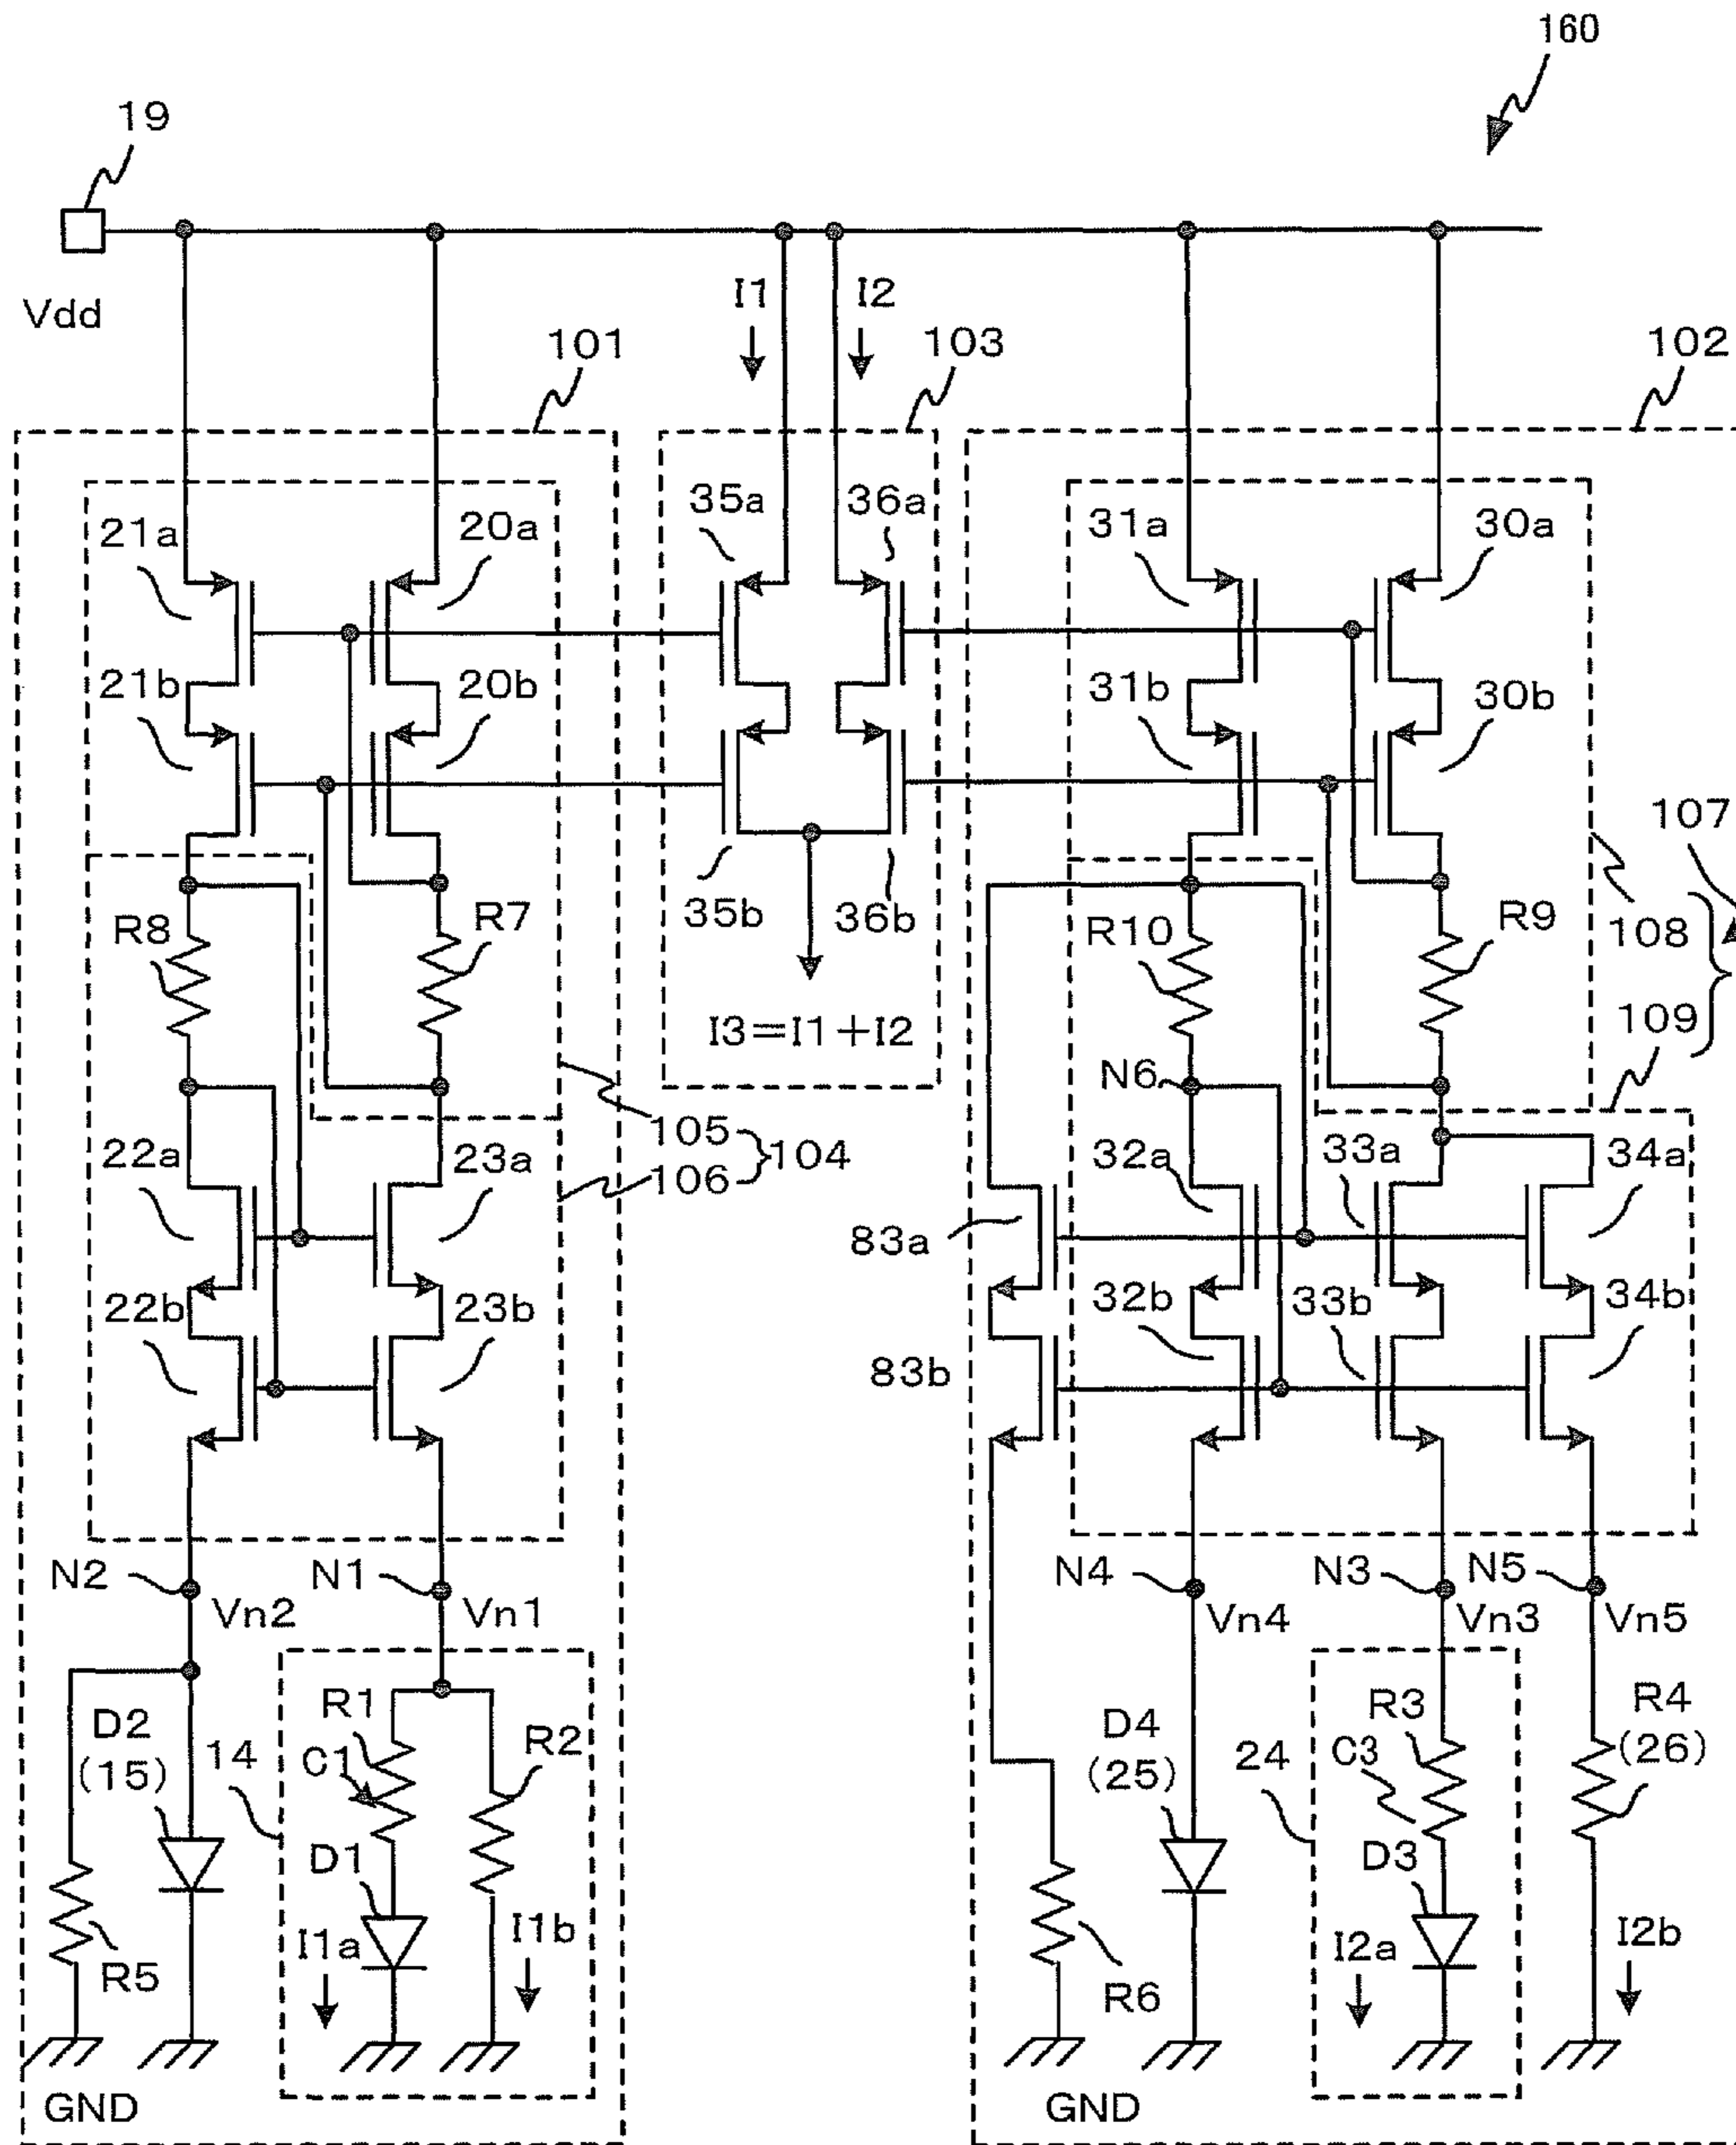 160
19
Vdd
I1
I2
101
103
102
21a
20a
35a
36a
31a
30a
21b
20b
31b
30b
107
R8
R7
35b
36b
R10
R9
108
109
I3=I1+I2
N6
105
106
104
22a
23a
83a
32a
33a
34a
22b
23b
83b
32b
33b
34b
N2
Vn2
N1
Vn1
N4
Vn4
N3
Vn3
N5
Vn5
D2
(15)
14
R1
C1
R2
D4
(25)
24
R3
C3
R4
(26)
D1
D3
R5
I1a
I1b
R6
I2a
I2b
GND
GND